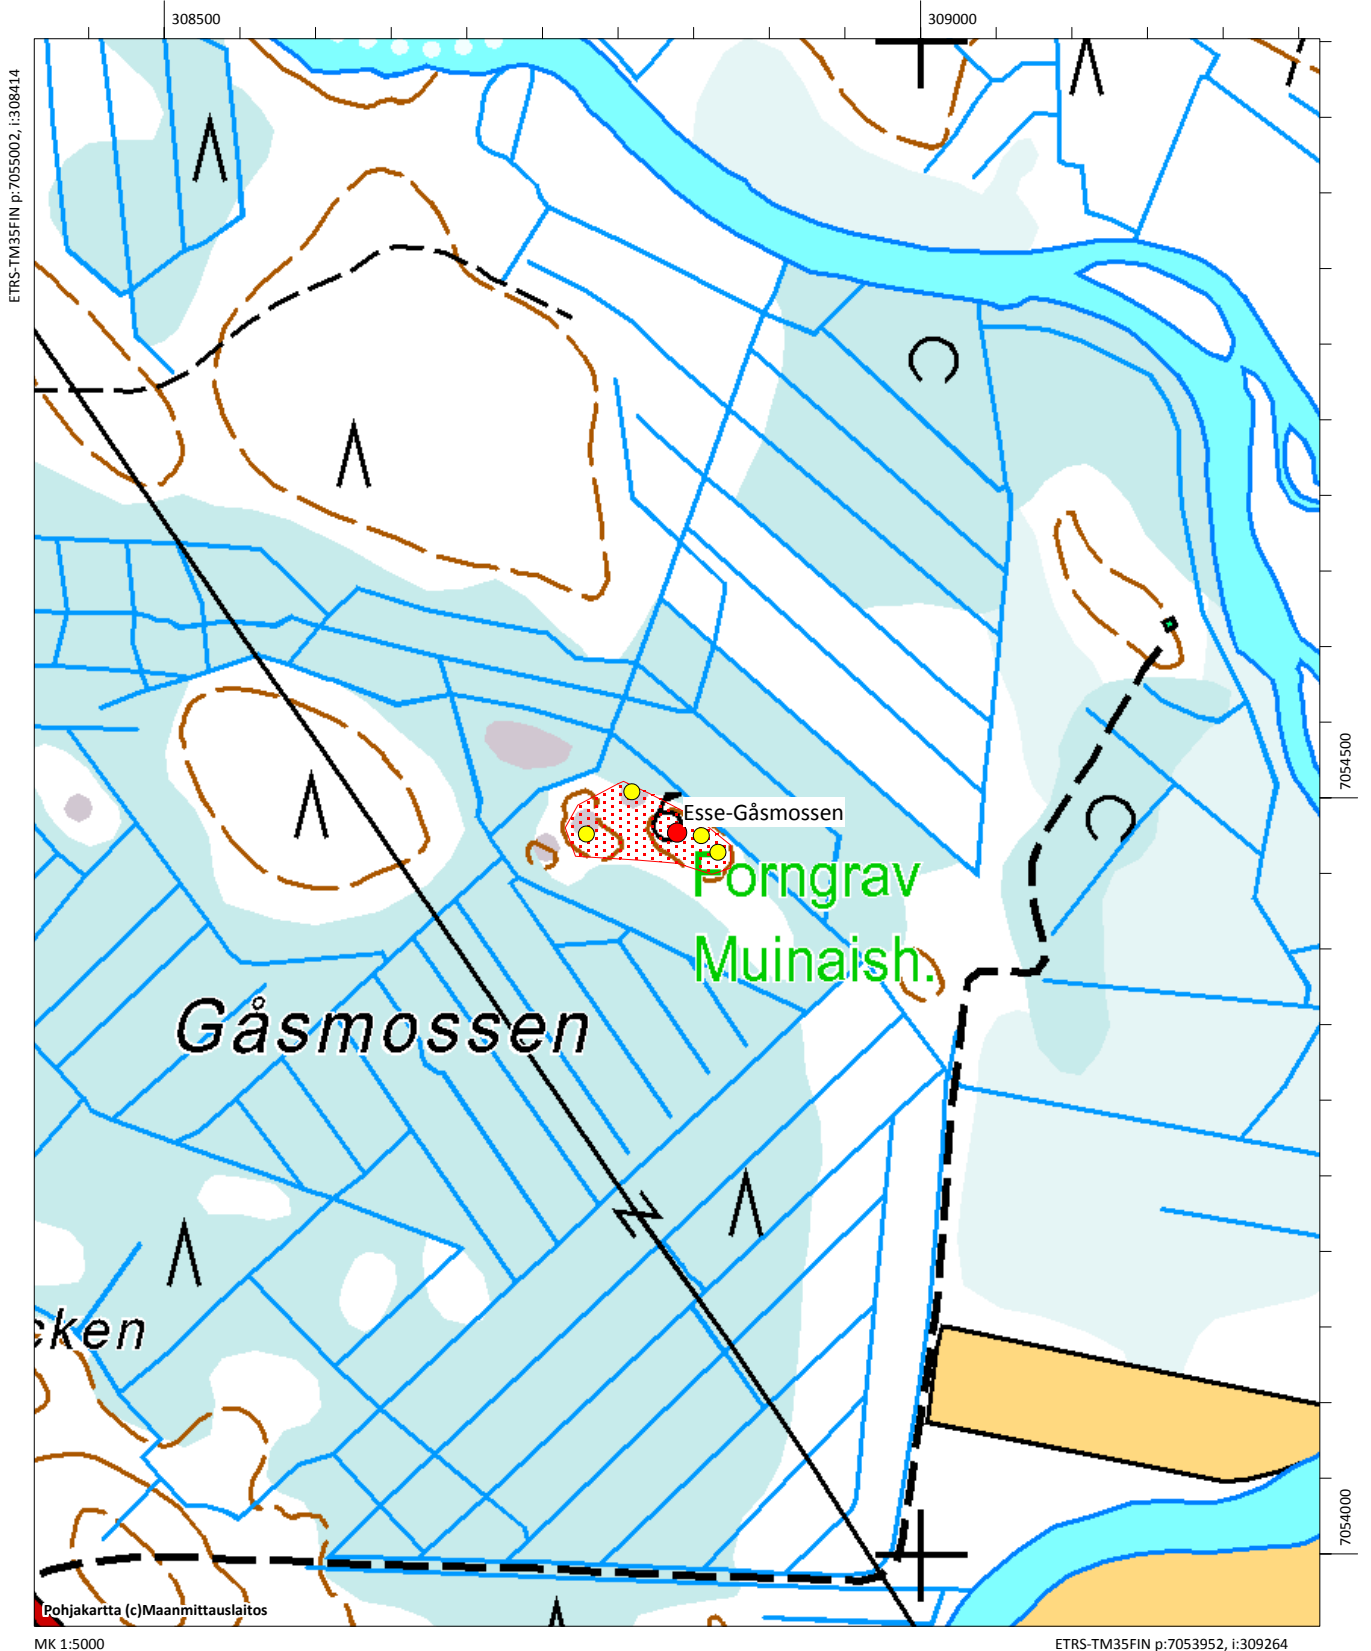 308500
309000
ETRS-TM35FIN p:7055002, i:308414
7054500
Esse-Gåsmossen
Forngrav
Muinaish.
Gåsmossen
cken
7054000
Pohjakartta (c)Maanmittauslaitos
MK 1:5000
ETRS-TM35FIN p:7053952, i:309264